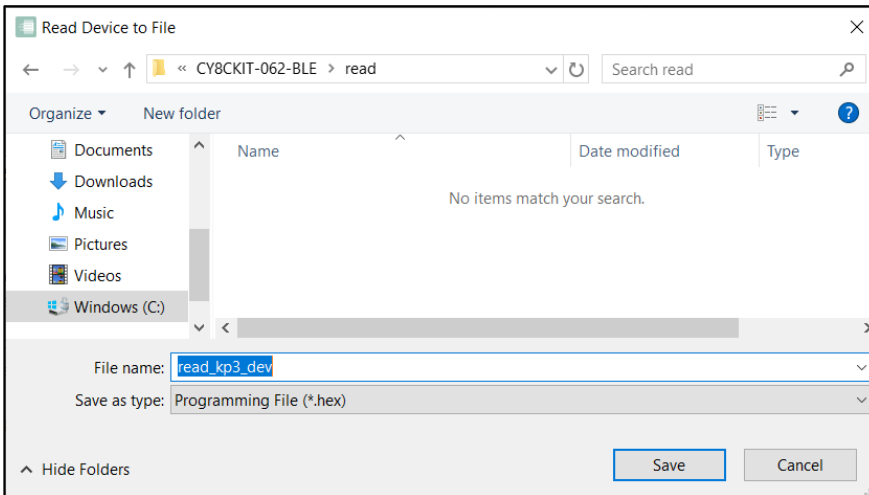 Read Device to File
« CY8CKIT-062-BLE > read
Search read
Organize
New folder
?
Documents
Downloads
Music
Pictures
Videos
Windows (C:)
Name
Date modified
Type
No items match your search.
File name: read_kp3_dev
Save as type: Programming File (*.hex)
Hide Folders
Save
Cancel